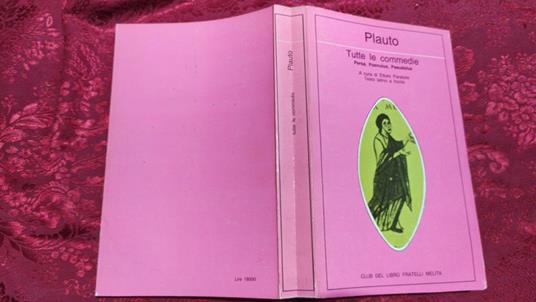 Plauto
Tutte le commedie
Persa, Poenulus, Pseudolus
A cura di Ettore Paratore
Testo latino a fronte
CLUB DEL LIBRO FRATELLI MELITA
Plauto
tutte le commedie
Lire 18000